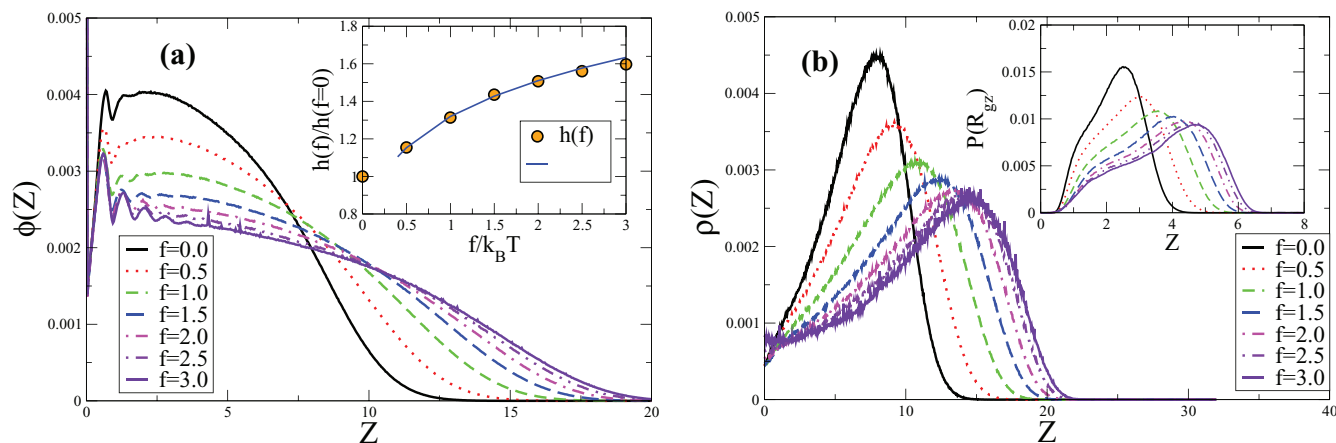 (a)
ϕ(Z)
0.005
0.004
0.003
0.002
0.001
0
0
5
10
15
20
Z
f=0.0
f=0.5
f=1.0
f=1.5
f=2.0
f=2.5
f=3.0
h(f)/h(f=0)
1.8
1.6
1.4
1.2
1
0.8
0
0.5
1
1.5
2
2.5
3
f/k_BT
h(f)
(b)
ρ(Z)
0.005
0.004
0.003
0.002
0.001
0.000
0
10
20
30
40
Z
P(R_gz)
0.02
0.015
0.010
0.005
0
0
2
4
6
8
Z
f=0.0
f=0.5
f=1.0
f=1.5
f=2.0
f=2.5
f=3.0